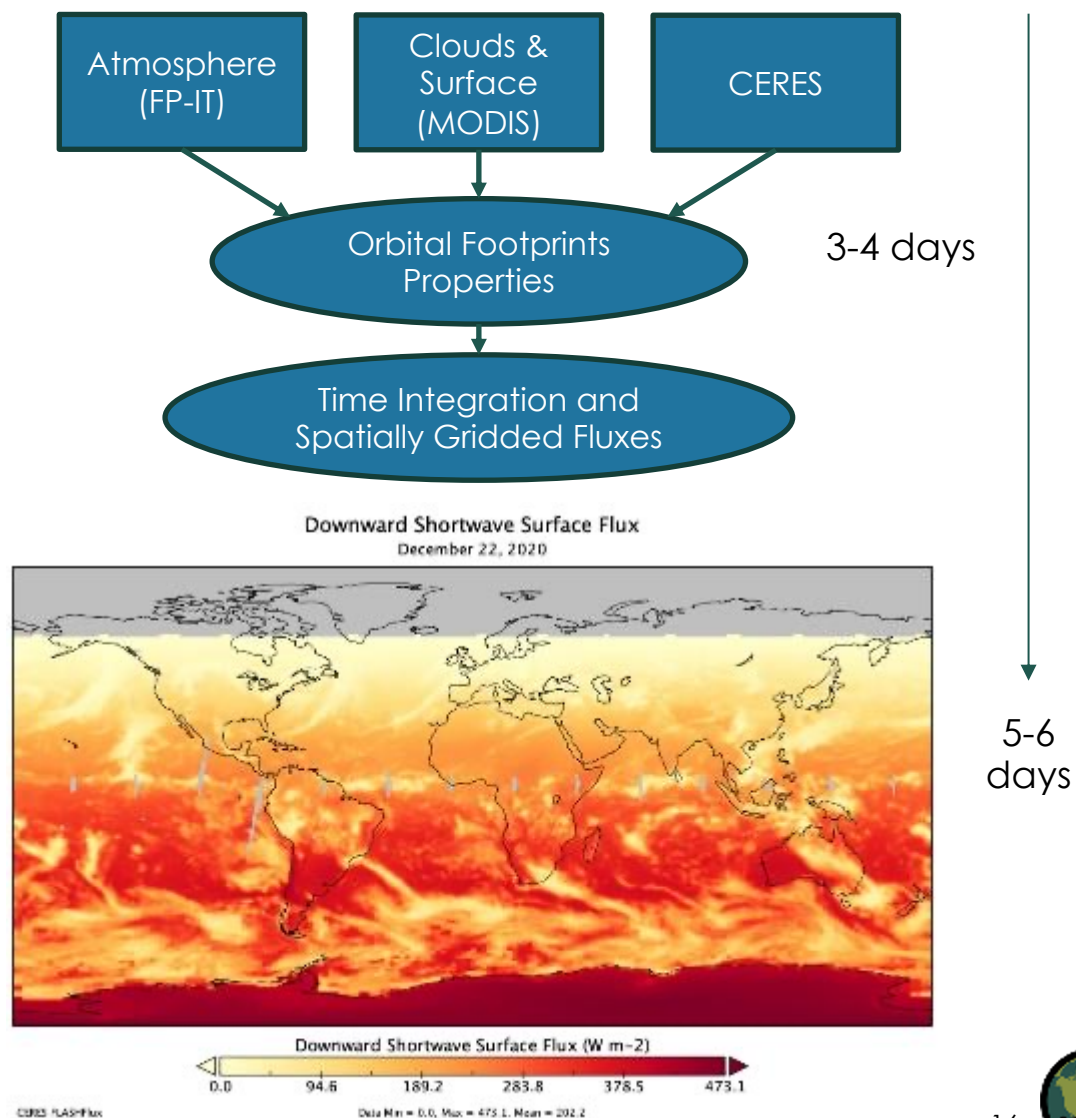 Atmosphere
(FP-IT)
Clouds &
Surface
(MODIS)
CERES
Orbital Footprints
Properties
3-4 days
Time Integration and
Spatially Gridded Fluxes
Downward Shortwave Surface Flux
December 22, 2020
5-6
days
Downward Shortwave Surface Flux (W m-2)
0.0 94.6 189.2 283.8 378.5 473.1
CERES FLASHFlux
Data Min = 0.0, Max = 473.1, Mean = 202.2